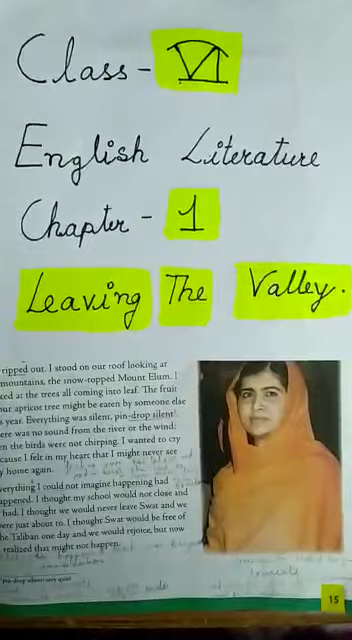 Class - VI
English Literature
Chapter - 1
Leaving The Valley.
ripped out. I stood on our roof looking at
mountains, the snow-topped Mount Elum. I
ced at the trees all coming into leaf. The fruit
our apricot tree might be eaten by someone else
s year. Everything was silent, pin-drop silent¹.
ere was no sound from the river or the wind:
n the birds were not chirping. I wanted to cry
cause I felt in my heart that I might never see
y home again.
verything I could not imagine happening had
appened. I thought my school would not close and
had. I thought we would never leave Swat and we
were just about to. I thought Swat would be free of
he Taliban one day and we would rejoice, but now
realized that might not happen.
pin-drop silent: very quiet
15